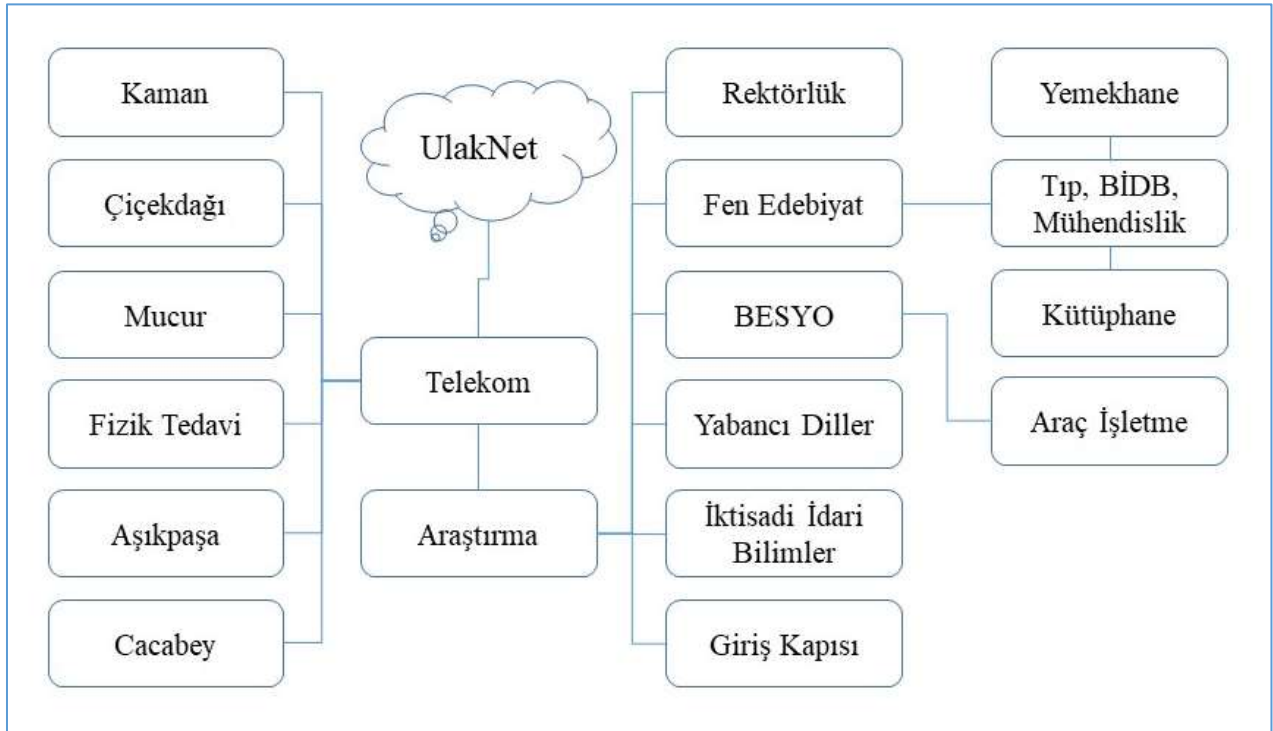 Kaman
Çiçekdağı
Mucur
Fizik Tedavi
Aşıkpaşa
Cacabey
UlakNet
Telekom
Araştırma
Rektörlük
Fen Edebiyat
BESYO
Yabancı Diller
İktisadi İdari
Bilimler
Giriş Kapısı
Yemekhane
Tıp, BİDB,
Mühendislik
Kütüphane
Araç İşletme